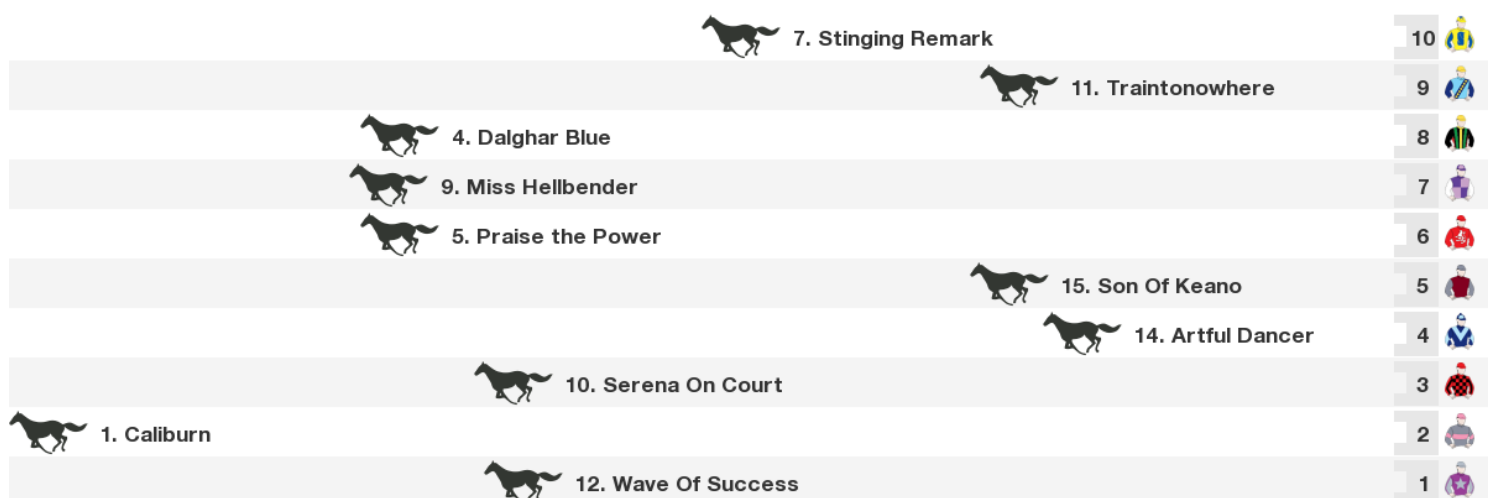 7. Stinging Remark 10
11. Traintonowhere 9
4. Dalghar Blue 8
9. Miss Hellbender 7
5. Praise the Power 6
15. Son Of Keano 5
14. Artful Dancer 4
10. Serena On Court 3
1. Caliburn 2
12. Wave Of Success 1